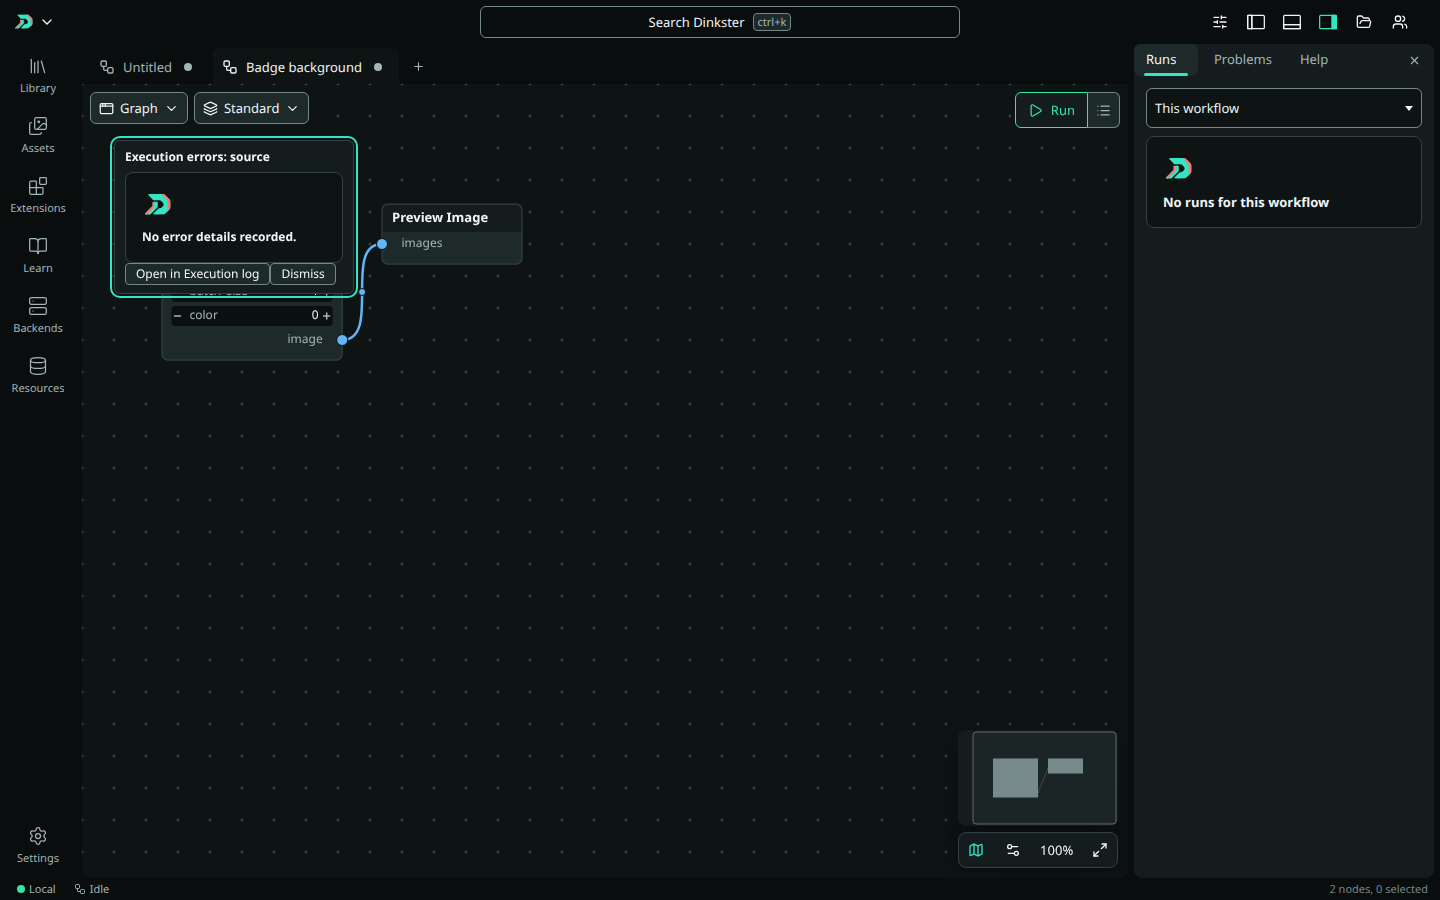 Search Dinkster ctrl+k
Untitled
Badge background
Library
Assets
Extensions
Learn
Backends
Resources
Settings
Graph
Standard
Run
Execution errors: source
No error details recorded.
Open in Execution log
Dismiss
color 0
image
Preview Image
images
100%
Runs
Problems
Help
This workflow
No runs for this workflow
Local
Idle
2 nodes, 0 selected